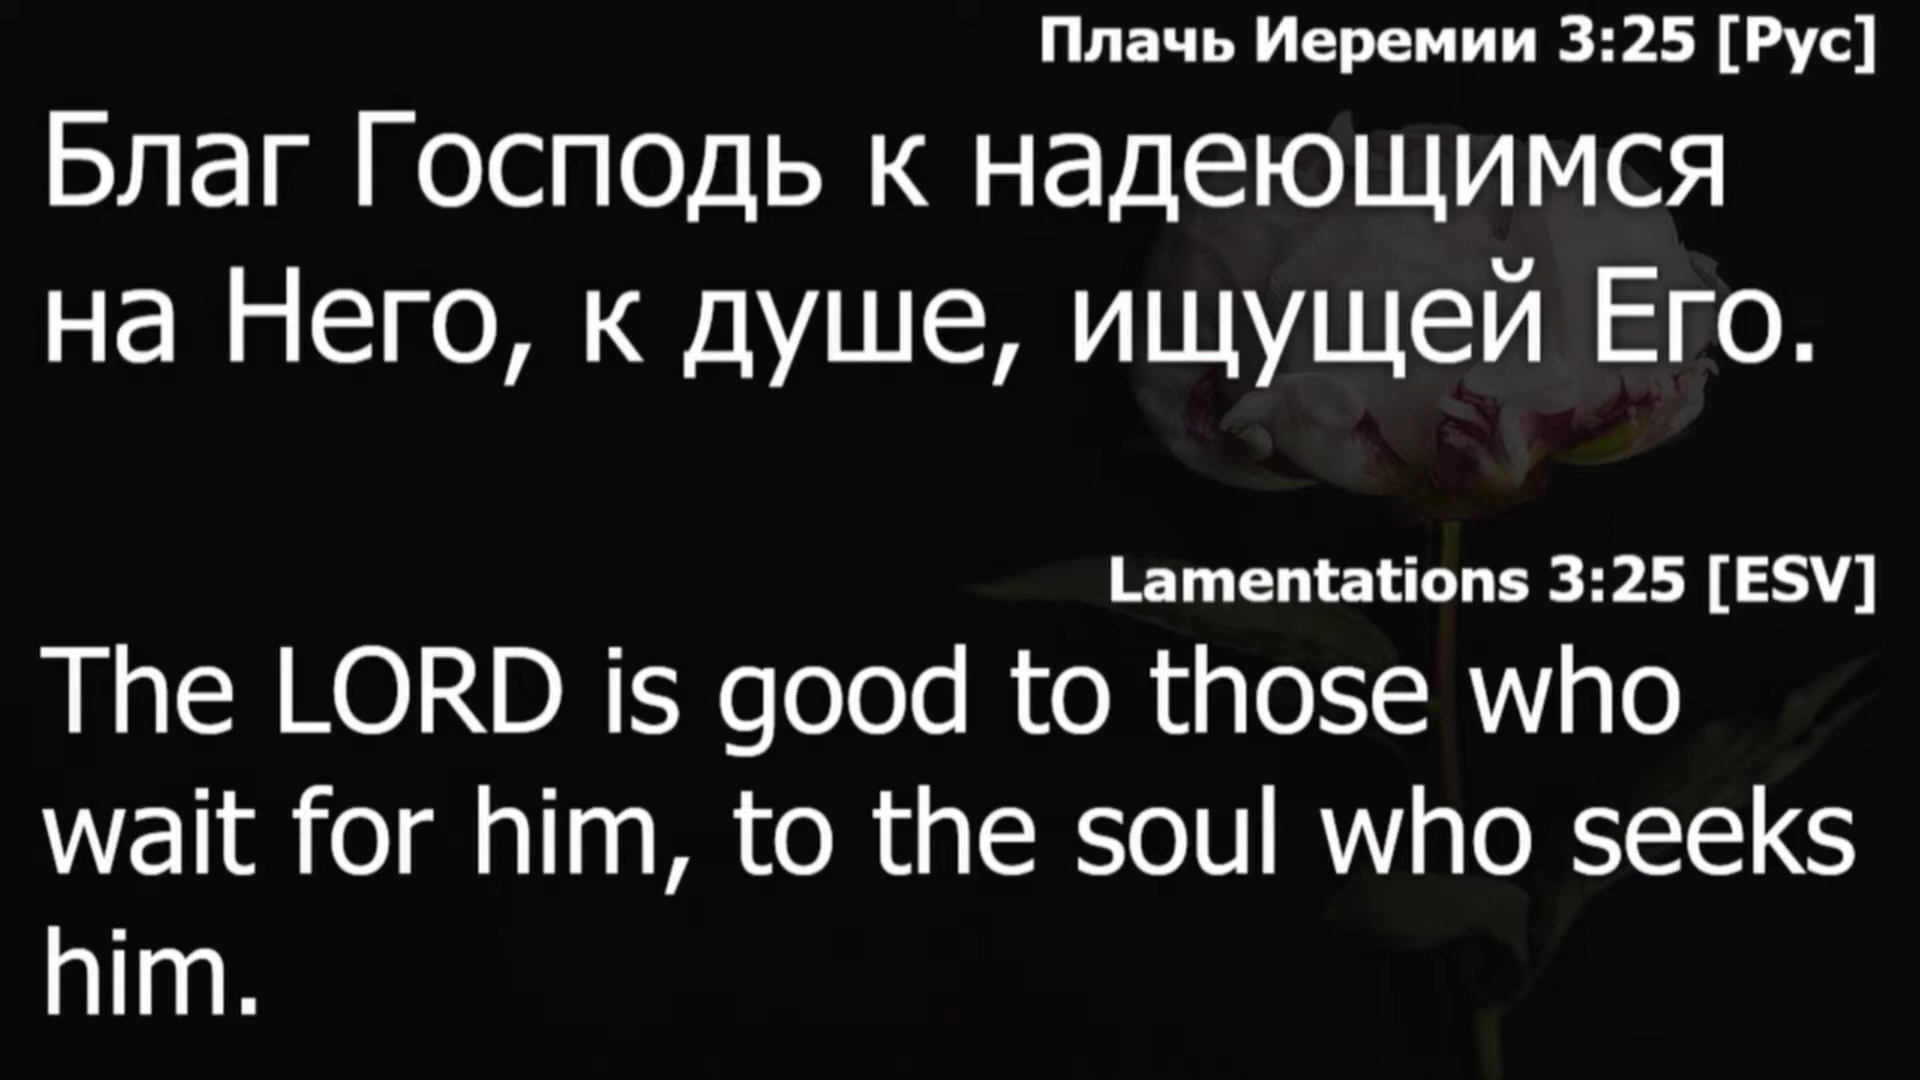 Плачь Иеремии 3:25 [Рус]
Благ Господь к надеющимся
на Него, к душе, ищущей Его.
Lamentations 3:25 [ESV]
The LORD is good to those who
wait for him, to the soul who seeks
him.